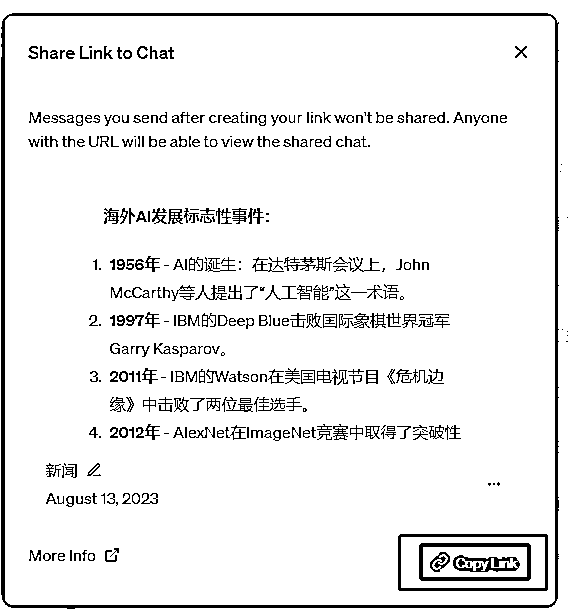 Share Link to Chat
Messages you send after creating your link won't be shared. Anyone
with the URL will be able to view the shared chat.
海外AI发展标志性事件：
1. 1956年 - AI的诞生：在达特茅斯会议上，John
McCarthy等人提出了“人工智能”这一术语。
2. 1997年 - IBM的Deep Blue击败国际象棋世界冠军
Garry Kasparov。
3. 2011年 - IBM的Watson在美国电视节目《危机边
缘》中击败了两位最佳选手。
4. 2012年 - AlexNet在ImageNet竞赛中取得了突破性
新闻
August 13, 2023
More Info
Copy Link